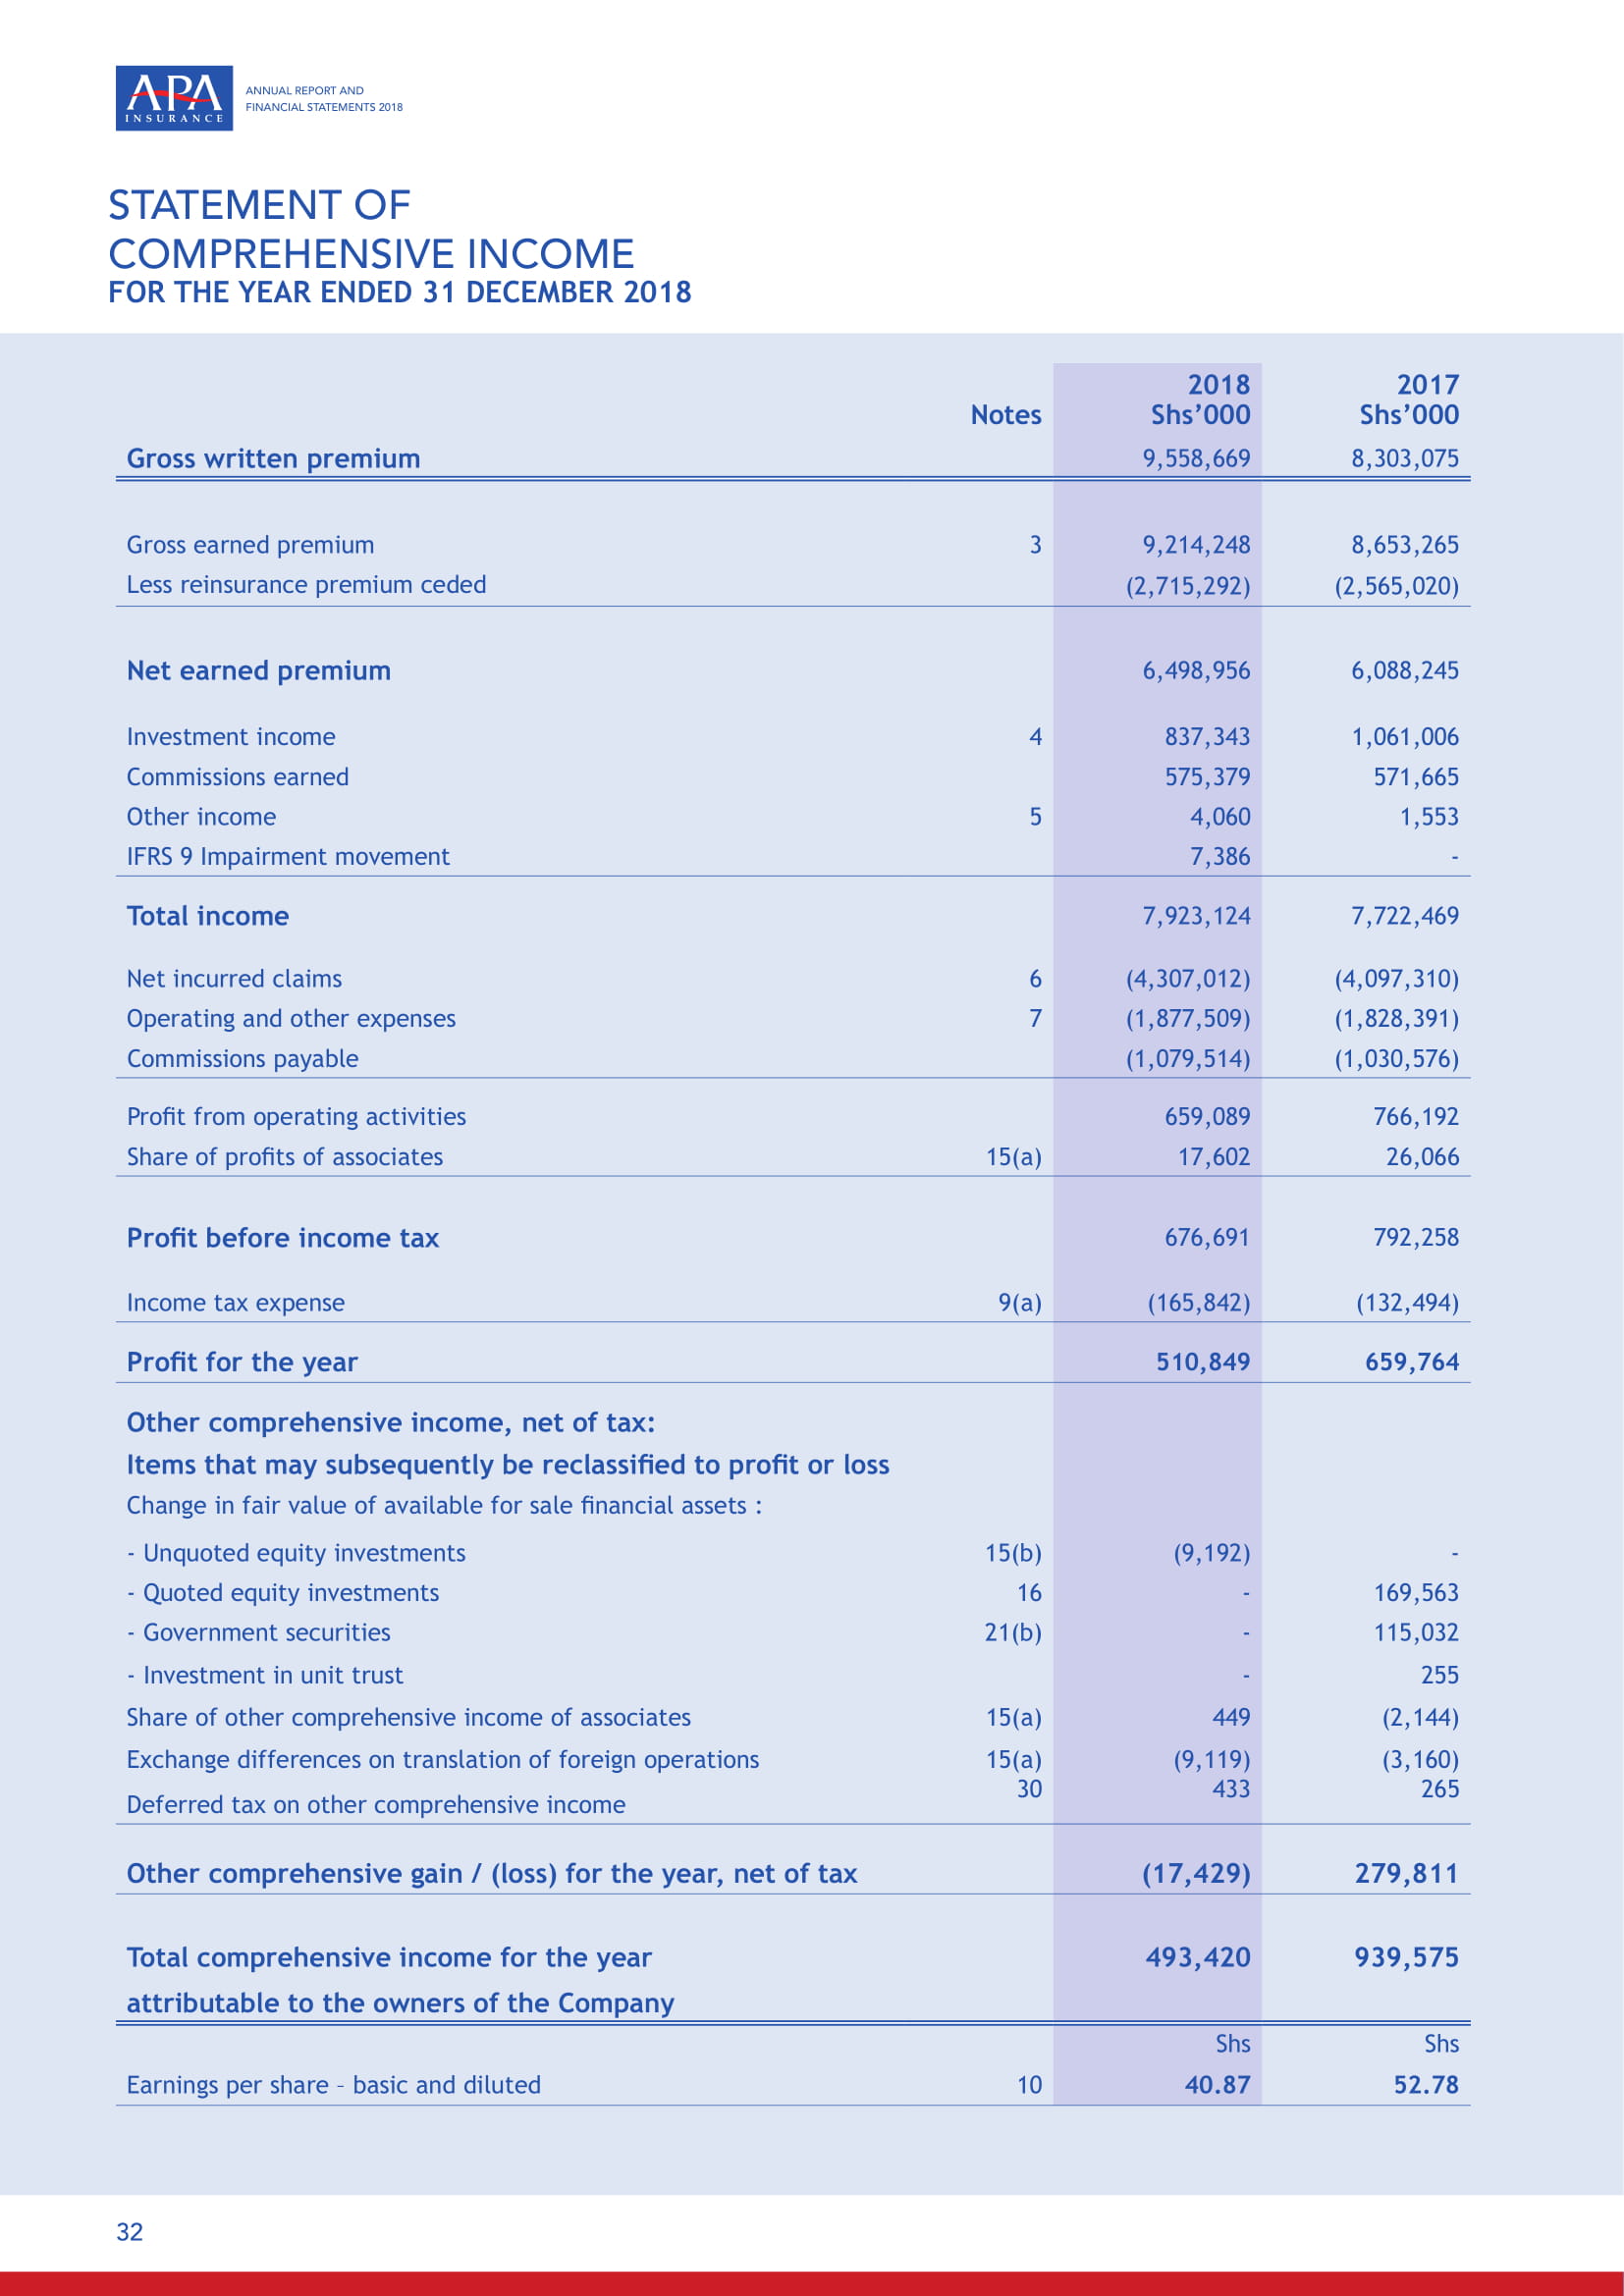 APA
INSURANCE
ANNUAL REPORT AND
FINANCIAL STATEMENTS 2018
STATEMENT OF
COMPREHENSIVE INCOME
FOR THE YEAR ENDED 31 DECEMBER 2018
2018 2017
Notes Shs’000 Shs’000
Gross written premium 9,558,669 8,303,075
Gross earned premium 3 9,214,248 8,653,265
Less reinsurance premium ceded (2,715,292) (2,565,020)
Net earned premium 6,498,956 6,088,245
Investment income 4 837,343 1,061,006
Commissions earned 575,379 571,665
Other income 5 4,060 1,553
IFRS 9 Impairment movement 7,386 -
Total income 7,923,124 7,722,469
Net incurred claims 6 (4,307,012) (4,097,310)
Operating and other expenses 7 (1,877,509) (1,828,391)
Commissions payable (1,079,514) (1,030,576)
Profit from operating activities 659,089 766,192
Share of profits of associates 15(a) 17,602 26,066
Profit before income tax 676,691 792,258
Income tax expense 9(a) (165,842) (132,494)
Profit for the year 510,849 659,764
Other comprehensive income, net of tax:
Items that may subsequently be reclassified to profit or loss
Change in fair value of available for sale financial assets :
- Unquoted equity investments 15(b) (9,192) -
- Quoted equity investments 16 - 169,563
- Government securities 21(b) - 115,032
- Investment in unit trust - 255
Share of other comprehensive income of associates 15(a) 449 (2,144)
Exchange differences on translation of foreign operations 15(a) (9,119) (3,160)
Deferred tax on other comprehensive income 30 433 265
Other comprehensive gain / (loss) for the year, net of tax (17,429) 279,811
Total comprehensive income for the year 493,420 939,575
attributable to the owners of the Company
Shs Shs
Earnings per share – basic and diluted 10 40.87 52.78
32